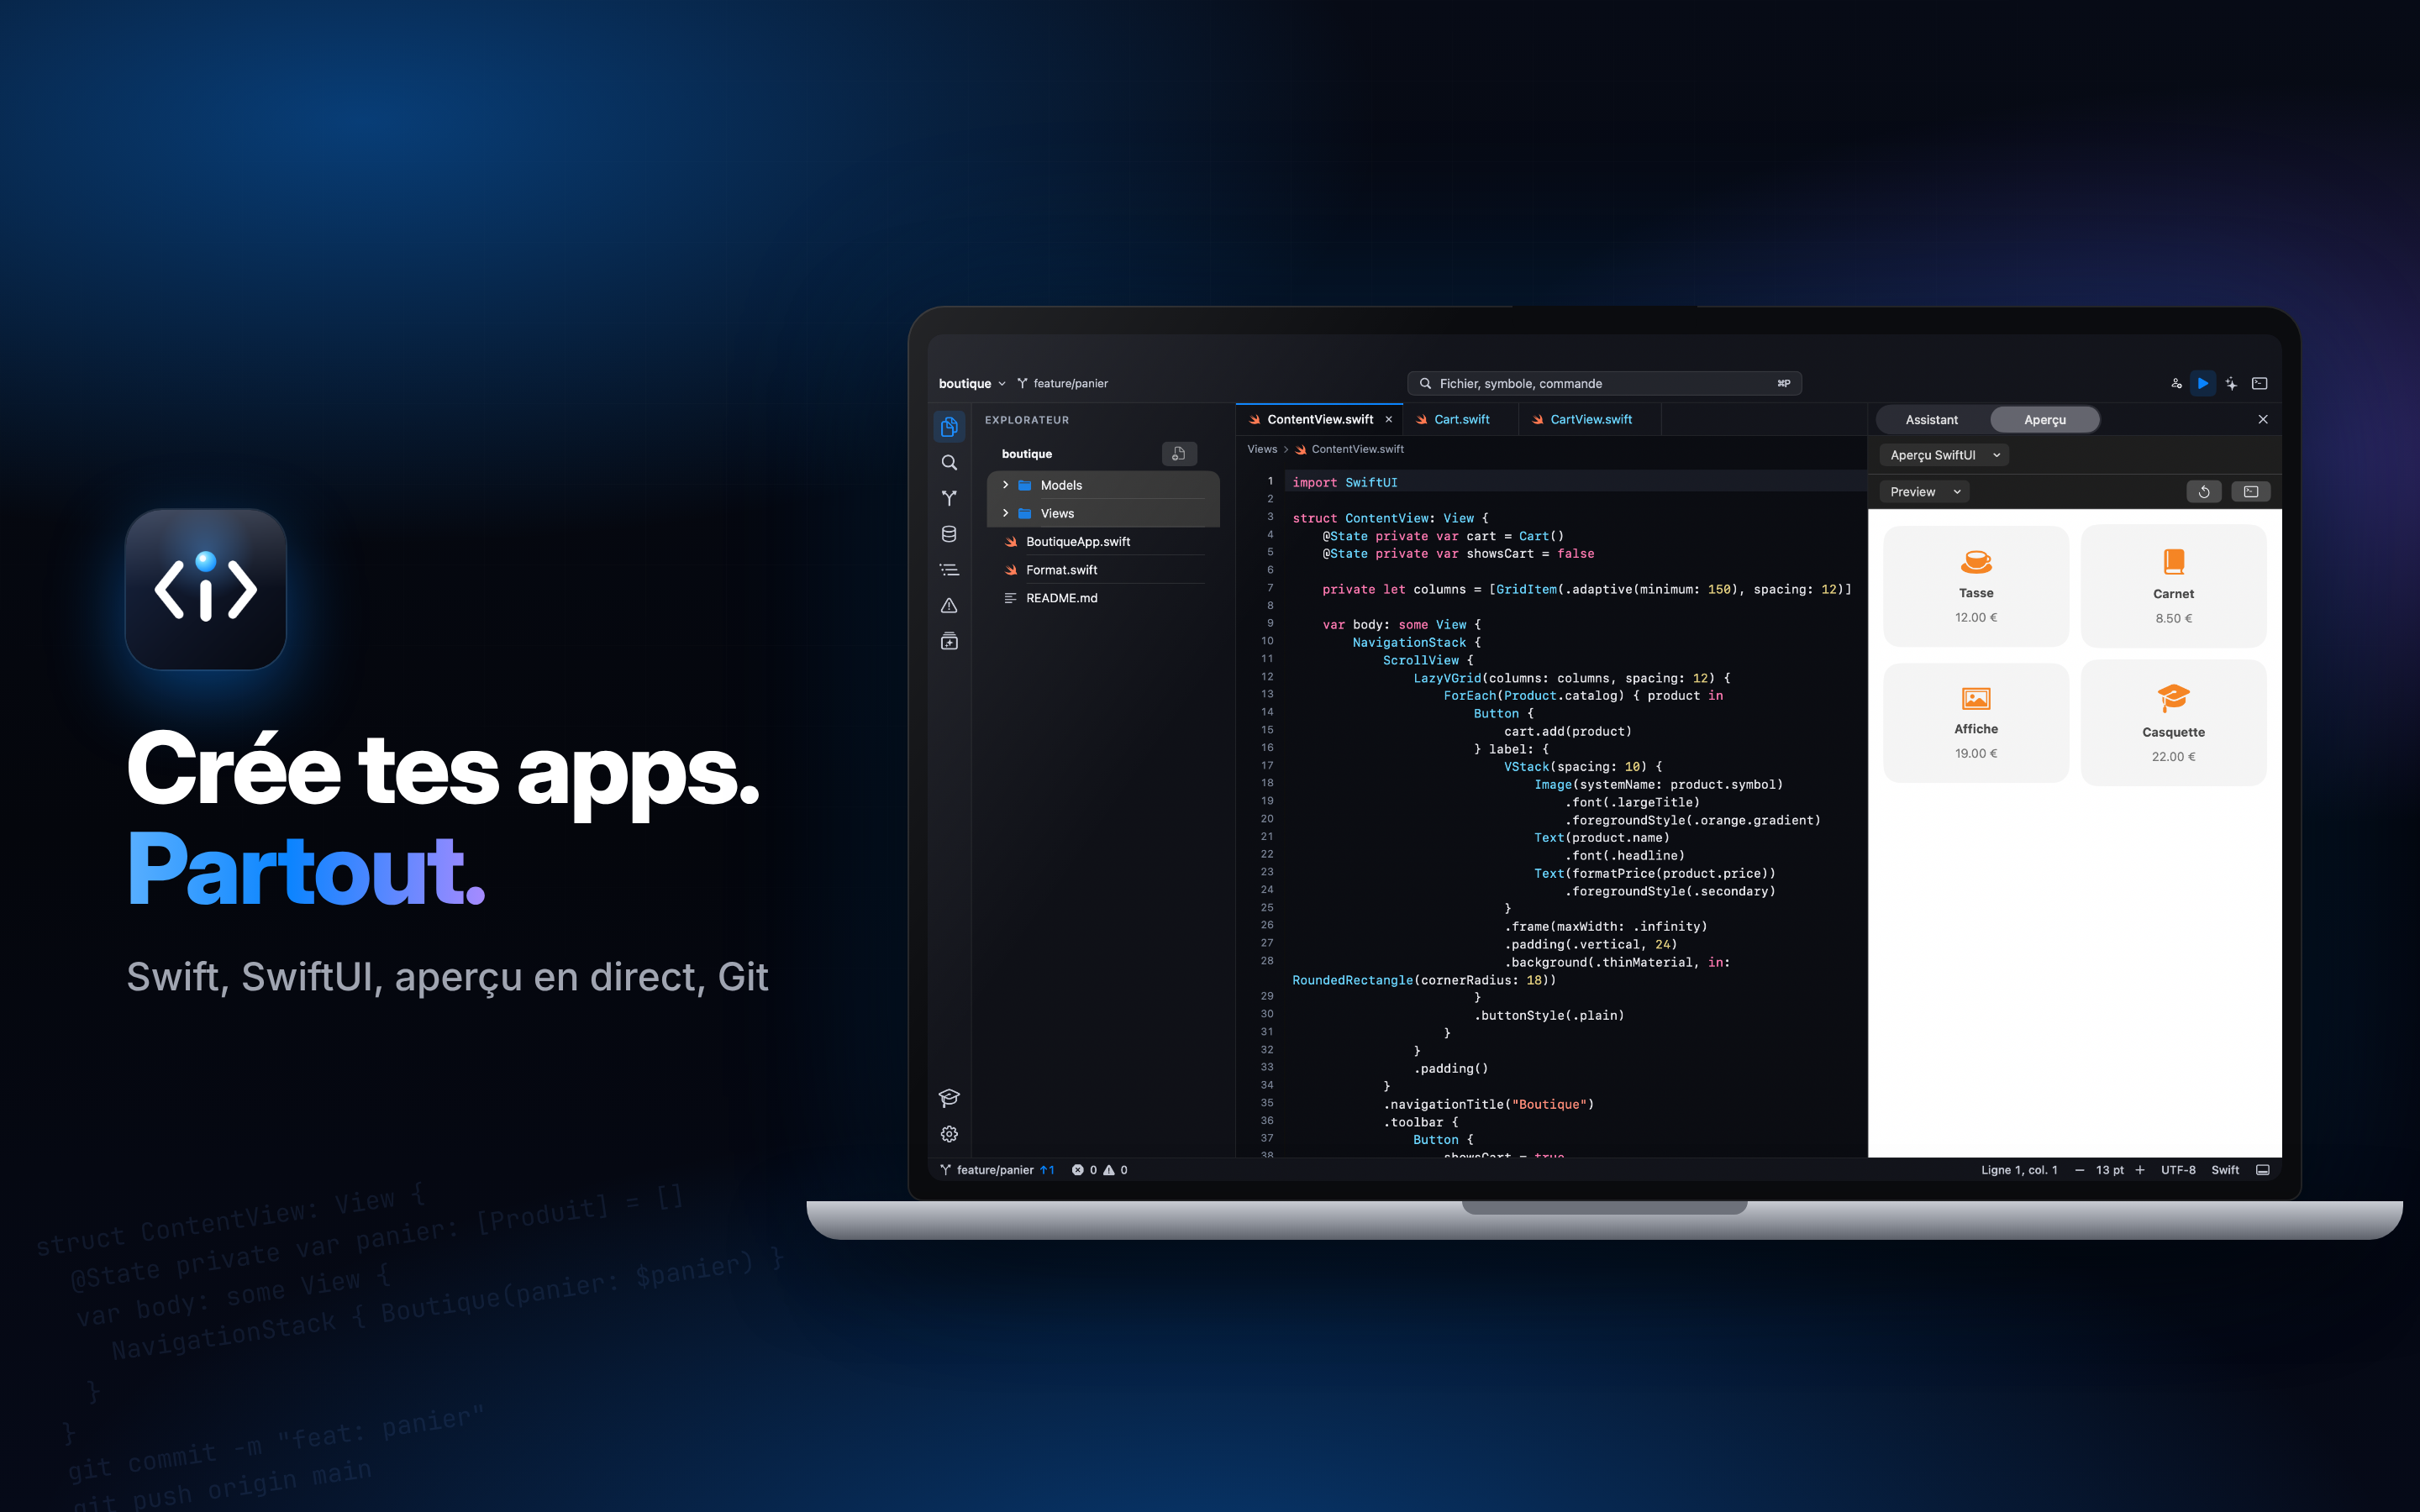 <i>
Crée tes apps.
Partout.
Swift, SwiftUI, aperçu en direct, Git
struct ContentView: View {
@State private var panier: [Produit] = []
var body: some View {
NavigationStack { Boutique(panier: $panier) }
}
}
git commit -m "feat: panier"
git push origin main
boutique feature/panier
Fichier, symbole, commande ⌘P
EXPLORATEUR
boutique
Models
Views
BoutiqueApp.swift
Format.swift
README.md
ContentView.swift × Cart.swift CartView.swift
Views > ContentView.swift
1 import SwiftUI
2
3 struct ContentView: View {
4     @State private var cart = Cart()
5     @State private var showsCart = false
6
7     private let columns = [GridItem(.adaptive(minimum: 150), spacing: 12)]
8
9     var body: some View {
10         NavigationStack {
11             ScrollView {
12                 LazyVGrid(columns: columns, spacing: 12) {
13                     ForEach(Product.catalog) { product in
14                         Button {
15                             cart.add(product)
16                         } label: {
17                             VStack(spacing: 10) {
18                                 Image(systemName: product.symbol)
19                                     .font(.largeTitle)
20                                     .foregroundStyle(.orange.gradient)
21                                 Text(product.name)
22                                     .font(.headline)
23                                 Text(formatPrice(product.price))
24                                     .foregroundStyle(.secondary)
25                             }
26                             .frame(maxWidth: .infinity)
27                             .padding(.vertical, 24)
28                             .background(.thinMaterial, in:
RoundedRectangle(cornerRadius: 18))
29                         }
30                         .buttonStyle(.plain)
31                     }
32                 }
33                 .padding()
34             }
35             .navigationTitle("Boutique")
36             .toolbar {
37                 Button {
38                     showsCart = true
Assistant Aperçu
Aperçu SwiftUI
Preview
Tasse
12.00 €
Carnet
8.50 €
Affiche
19.00 €
Casquette
22.00 €
feature/panier ↑1 0 0
Ligne 1, col. 1 — 13 pt + UTF-8 Swift